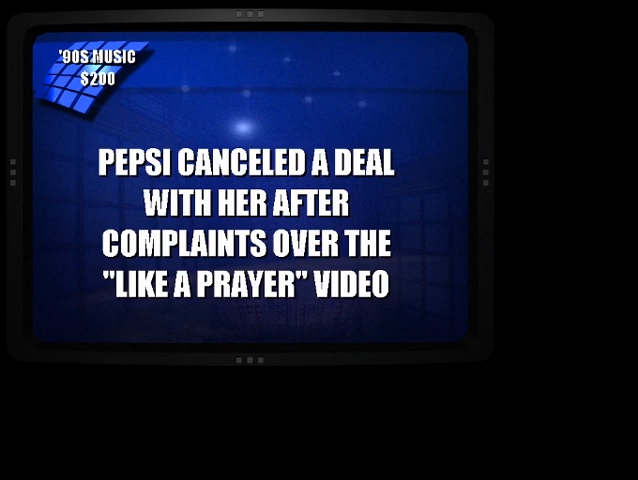 '90S MUSIC
$200
PEPSI CANCELED A DEAL
WITH HER AFTER
COMPLAINTS OVER THE
"LIKE A PRAYER" VIDEO